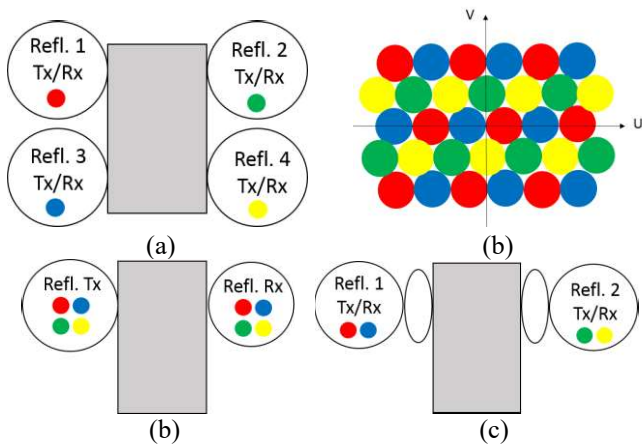 Refl. 1
Tx/Rx
Refl. 2
Tx/Rx
Refl. 3
Tx/Rx
Refl. 4
Tx/Rx
(a)
V
U
(b)
Refl. Tx
Refl. Rx
(b)
Refl. 1
Tx/Rx
Refl. 2
Tx/Rx
(c)